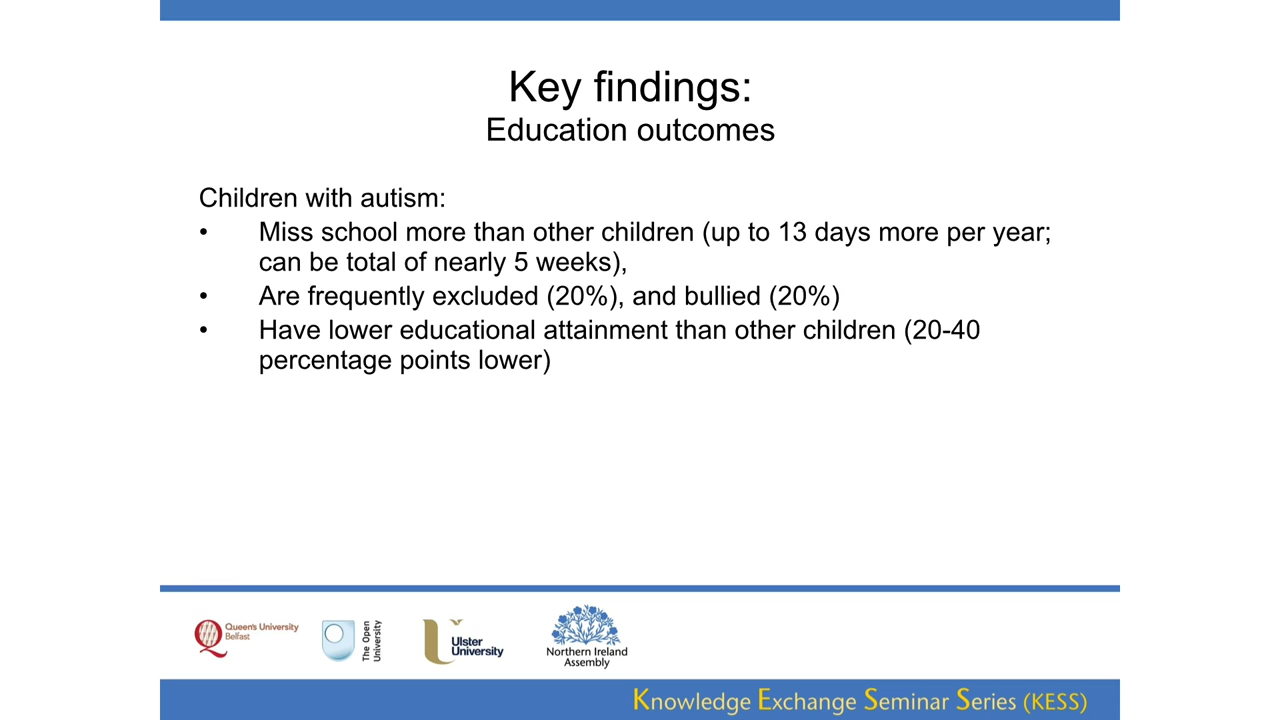 Key findings:
Education outcomes
Children with autism:
• Miss school more than other children (up to 13 days more per year;
can be total of nearly 5 weeks),
• Are frequently excluded (20%), and bullied (20%)
• Have lower educational attainment than other children (20-40
percentage points lower)
Queen's University
Belfast
The Open
University
Ulster
University
Northern Ireland
Assembly
Knowledge Exchange Seminar Series (KESS)